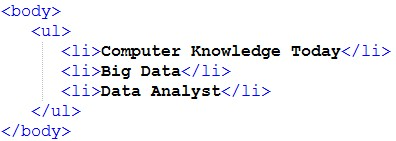 <body>
<ul>
<li>Computer Knowledge Today</li>
<li>Big Data</li>
<li>Data Analyst</li>
</ul>
</body>